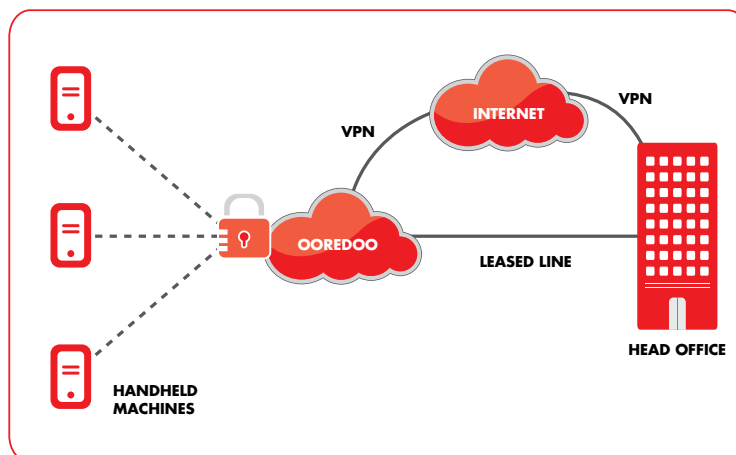 VPN
INTERNET
VPN
OOREDOO
LEASED LINE
HEAD OFFICE
HANDHELD
MACHINES